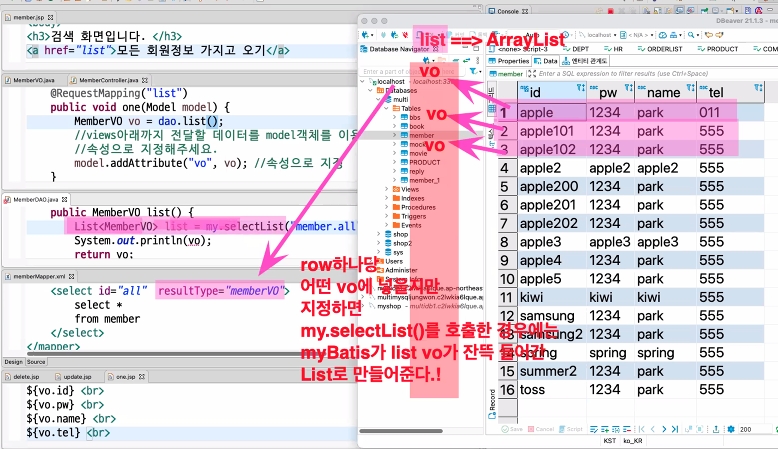 member.jsp
<body>
<h3>검색 화면입니다. </h3>
<a href="list">모든 회원정보 가지고 오기</a>
MemberVO.java
MemberController.java
@RequestMapping("list")
public void one(Model model) {
MemberVO vo = dao.list();
//views아래까지 전달할 데이터를 model객체를 이용
//속성으로 지정해주세요.
model.addAttribute("vo", vo); //속성으로 지정
}
MemberDAO.java
public MemberVO list() {
List<MemberVO> list = my.selectList("member.all
System.out.println(vo);
return vo:
memberMapper.xml
<select id="all" resultType="memberVO">
select *
from member
</select>
</mapper>
Design Source
delete.jsp
update.jsp
one.jsp
${vo.id} <br>
${vo.pw} <br>
${vo.name} <br>
${vo.tel} <br>
list ==> ArrayList
vo
vo
vo
row하나당
어떤 vo에 넣을지만
지정하면
my.selectList()를 호출한 경우에는
myBatis가 list vo가 잔뜩 들어간
List로 만들어준다.!
Console
DBeaver 21.1.3 - me
Auto
localhost
< N/A >
Database Navigator
localhost
Databases
multi
Tables
bbs
book
member
movie
PRODUCT
reply
member_1
Views
Indexes
Procedures
Triggers
Events
shop
shop2
sys
Users
Administer
System Info
myshop
<none> Script-3
DEPT
HR
ORDERLIST
PRODUCT
COM
Properties
Data
엔티티 관계도
member
Enter a SQL expression to filter results (use Ctrl+Space)
id pw name tel
1 apple 1234 park 011
2 apple101 1234 park 555
3 apple102 1234 park 555
4 apple2 apple2 apple2 555
5 apple200 1234 park 555
6 apple201 1234 park 555
7 apple202 1234 park 555
8 apple3 apple3 apple3 555
9 apple4 1234 park 555
10 apple5 1234 park 555
11 kiwi kiwi kiwi 555
12 samsung 1234 park 555
13 samsung2 1234 park 555
14 spring spring spring 555
15 summer2 1234 park 555
16 toss 1234 park 555
Record
Save
Cancel
Script
200
KST ko_KR